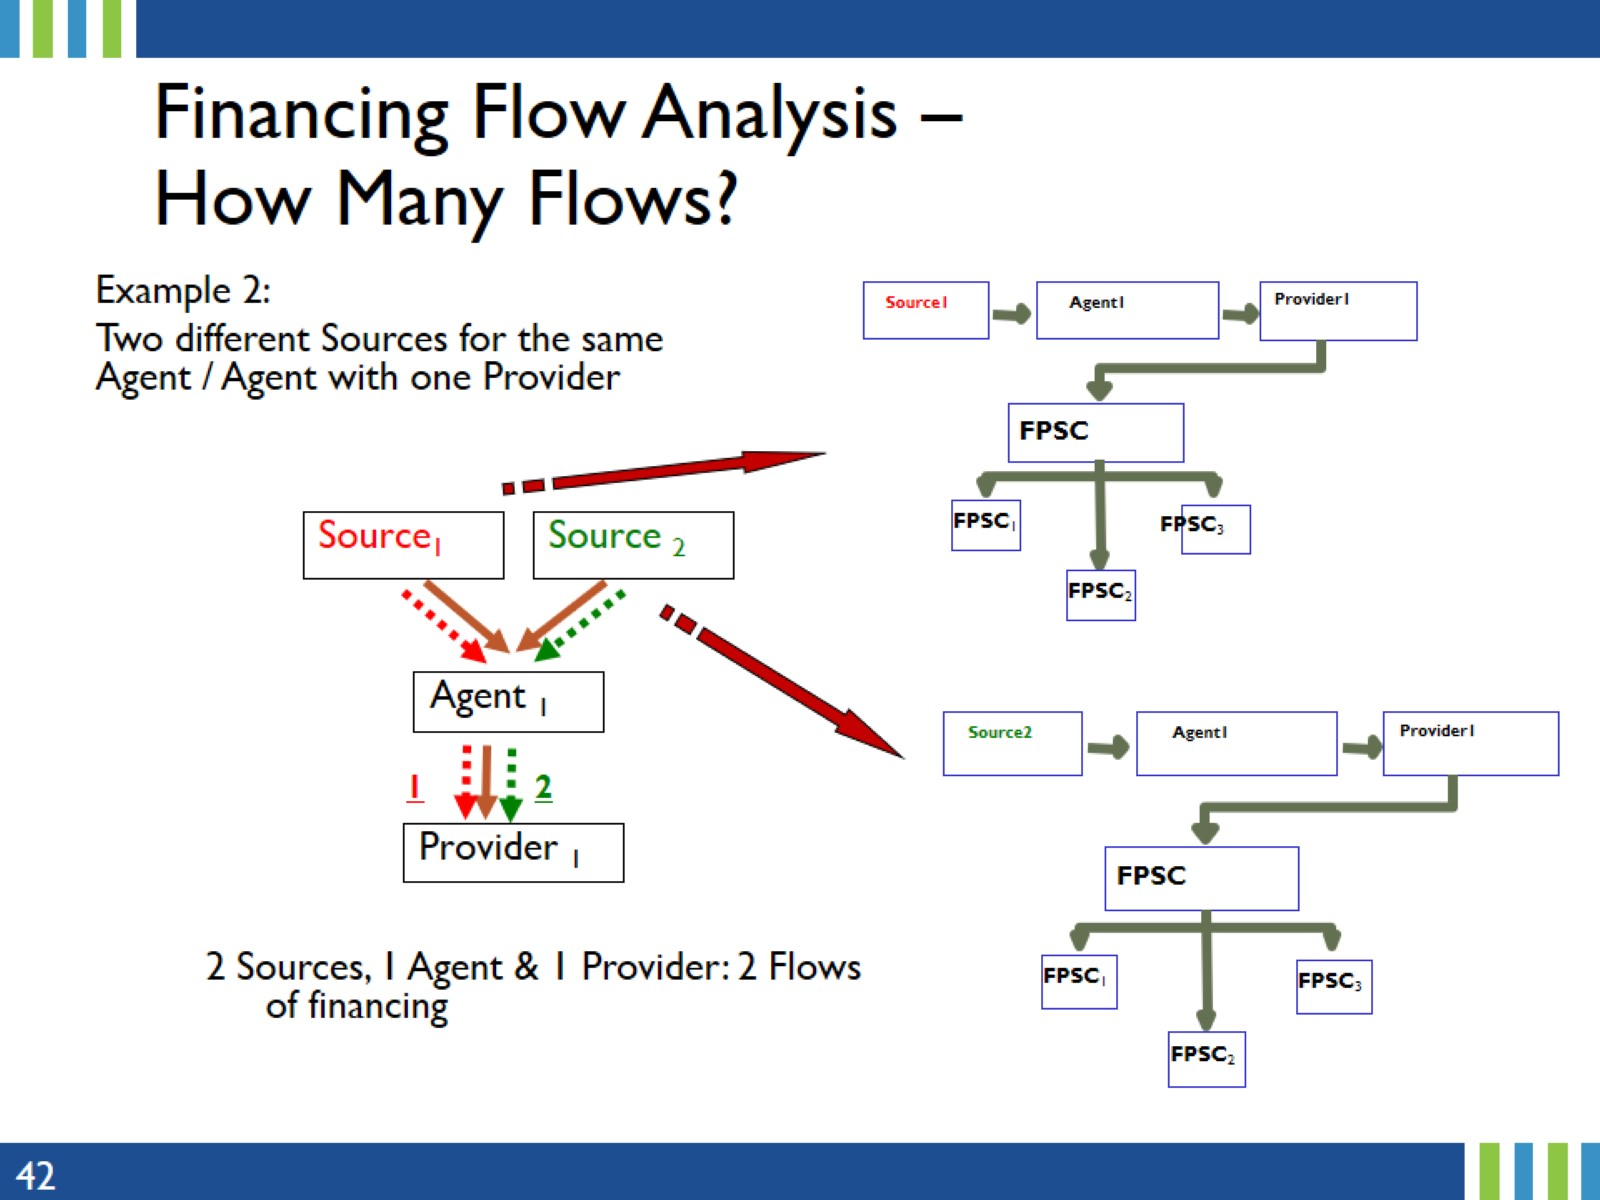 Financing Flow Analysis –
How Many Flows?
Example 2:
Two different Sources for the same
Agent / Agent with one Provider
Source1
Source 2
Agent 1
1
2
Provider 1
2 Sources, 1 Agent & 1 Provider: 2 Flows
of financing
Source1
Agent1
Provider1
FPSC
FPSC1
FPSC3
FPSC2
Source2
Agent1
Provider1
FPSC
FPSC1
FPSC3
FPSC2
42